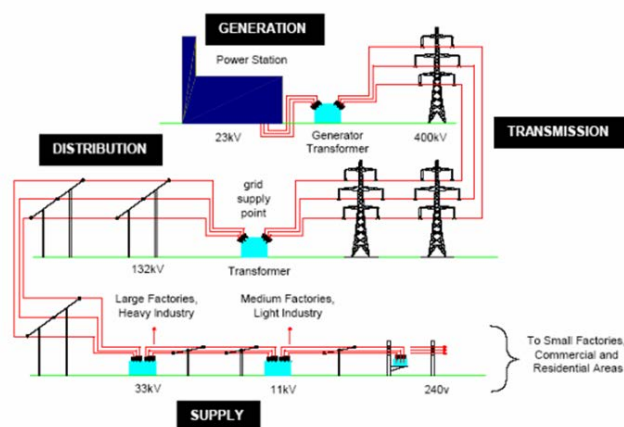 GENERATION
Power Station
23kV
Generator
Transformer
400kV
TRANSMISSION
DISTRIBUTION
grid
supply
point
132kV
Transformer
Large Factories,
Heavy Industry
Medium Factories,
Light Industry
To Small Factories,
Commercial and
Residential Areas
33kV
11kV
240v
SUPPLY